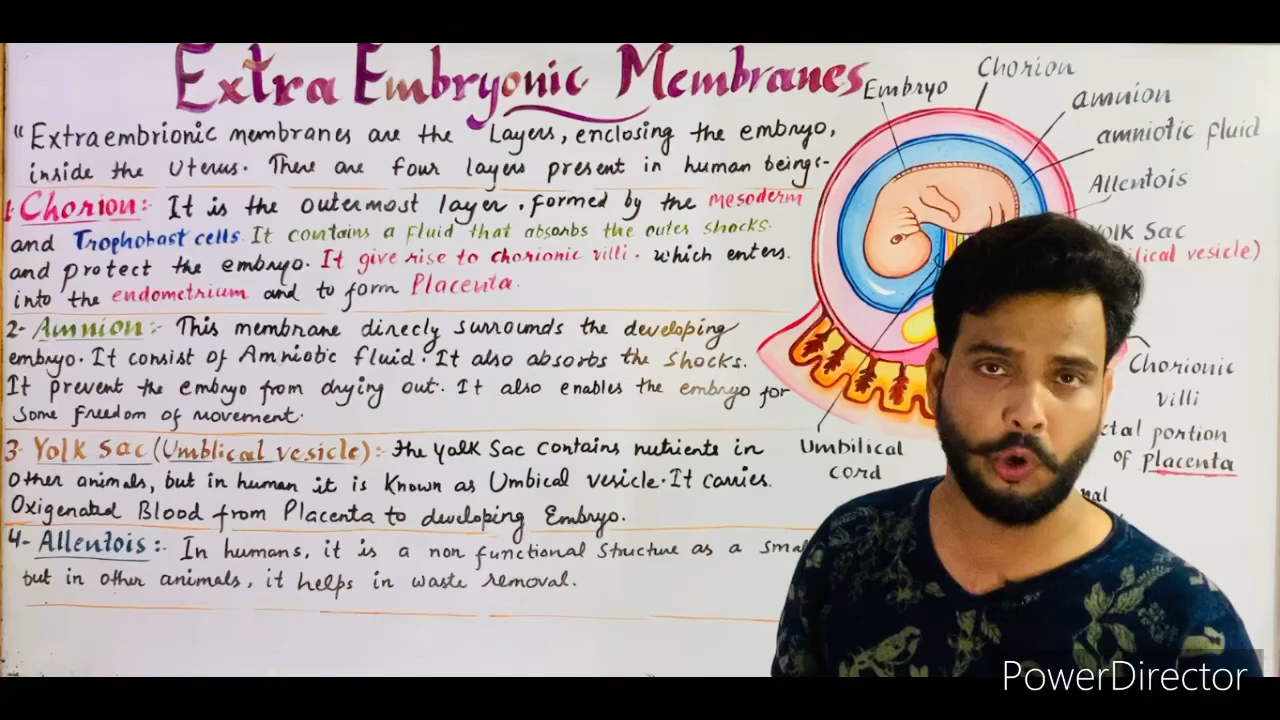 Extra Embryonic Membranes
"Extraembrionic membranes are the Layers, enclosing the embryo,
inside the Uterus. There are four layers present in human beings:-
1. Chorion:- It is the outermost layer, formed by the mesoderm
and Trophobast cells. It contains a fluid that absorbs the outer shocks.
and protect the embryo. It give rise to chorionic villi. which enters.
into the endometrium and to form Placenta.
2- Amnion:- This membrane direcly surrounds the developing
embryo. It consist of Amniotic fluid. It also absorbs the shocks.
It prevent the embryo from drying out. It also enables the embryo for
some freedom of movement.
3- Yolk Sac (Umblical vesicle):- the yolk Sac contains nutrients in
other animals, but in human it is known as Umbical vesicle. It carries
Oxigenated Blood from Placenta to developing Embryo.
4- Allentois:- In humans, it is a non functional structure as a
but in other animals, it helps in waste removal.
Embryo
Chorion
amnion
amniotic fluid
Allentois
Yolk Sac
vesicle)
Chorionic
villi
portion
of Placenta
Umbilical
cord
PowerDirector